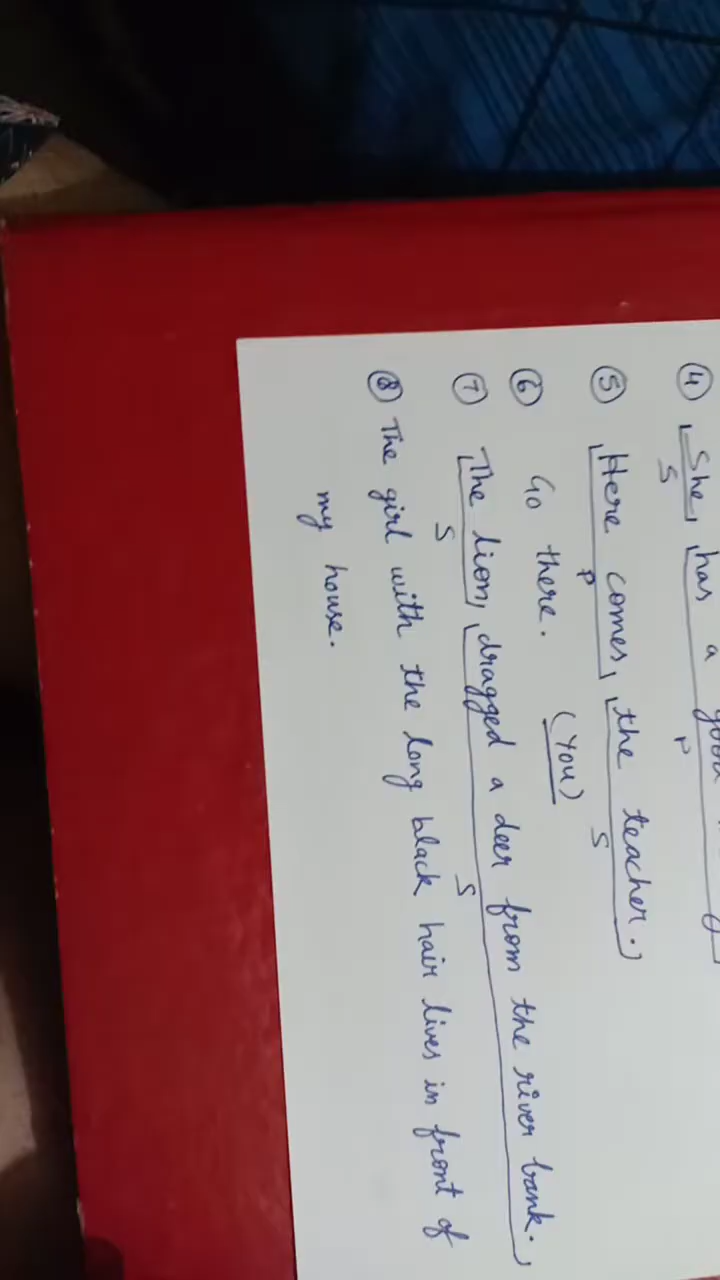 ④ She has a good
S P
⑤ Here comes the teacher.
P S
⑥ Go there. (You)
⑦ The lion dragged a deer from the river bank.
S S
⑧ The girl with the long black hair lives in front of
my house.